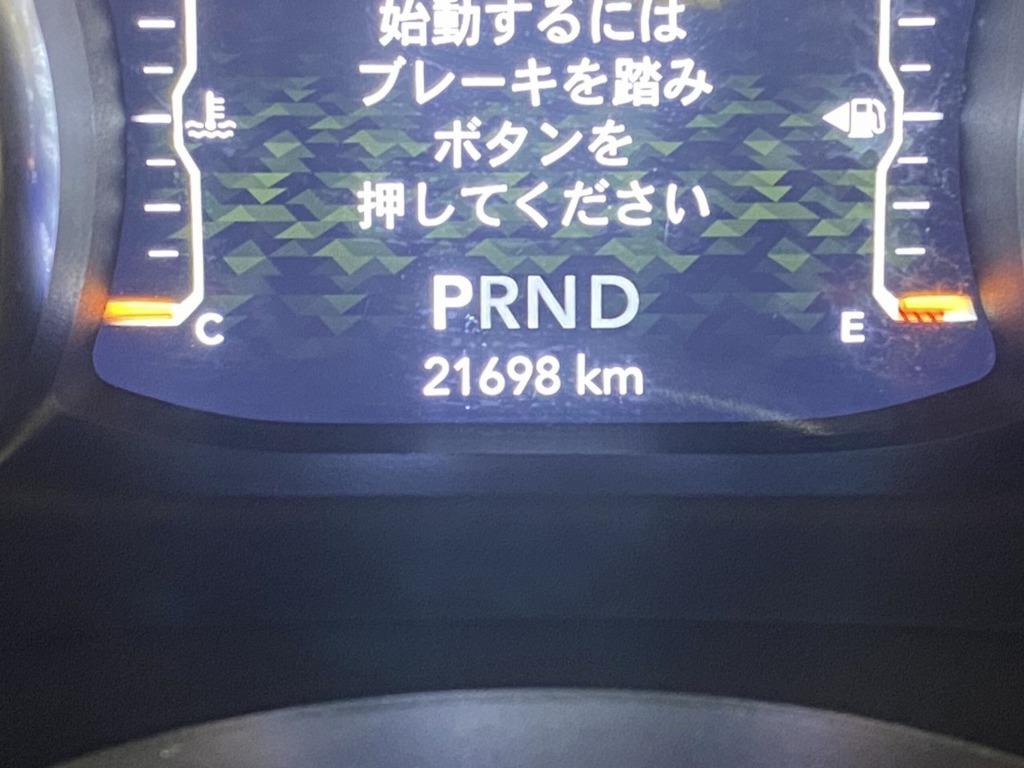 始動するには
ブレーキを踏み
ボタンを
押してください
PRND
C
E
21698 km